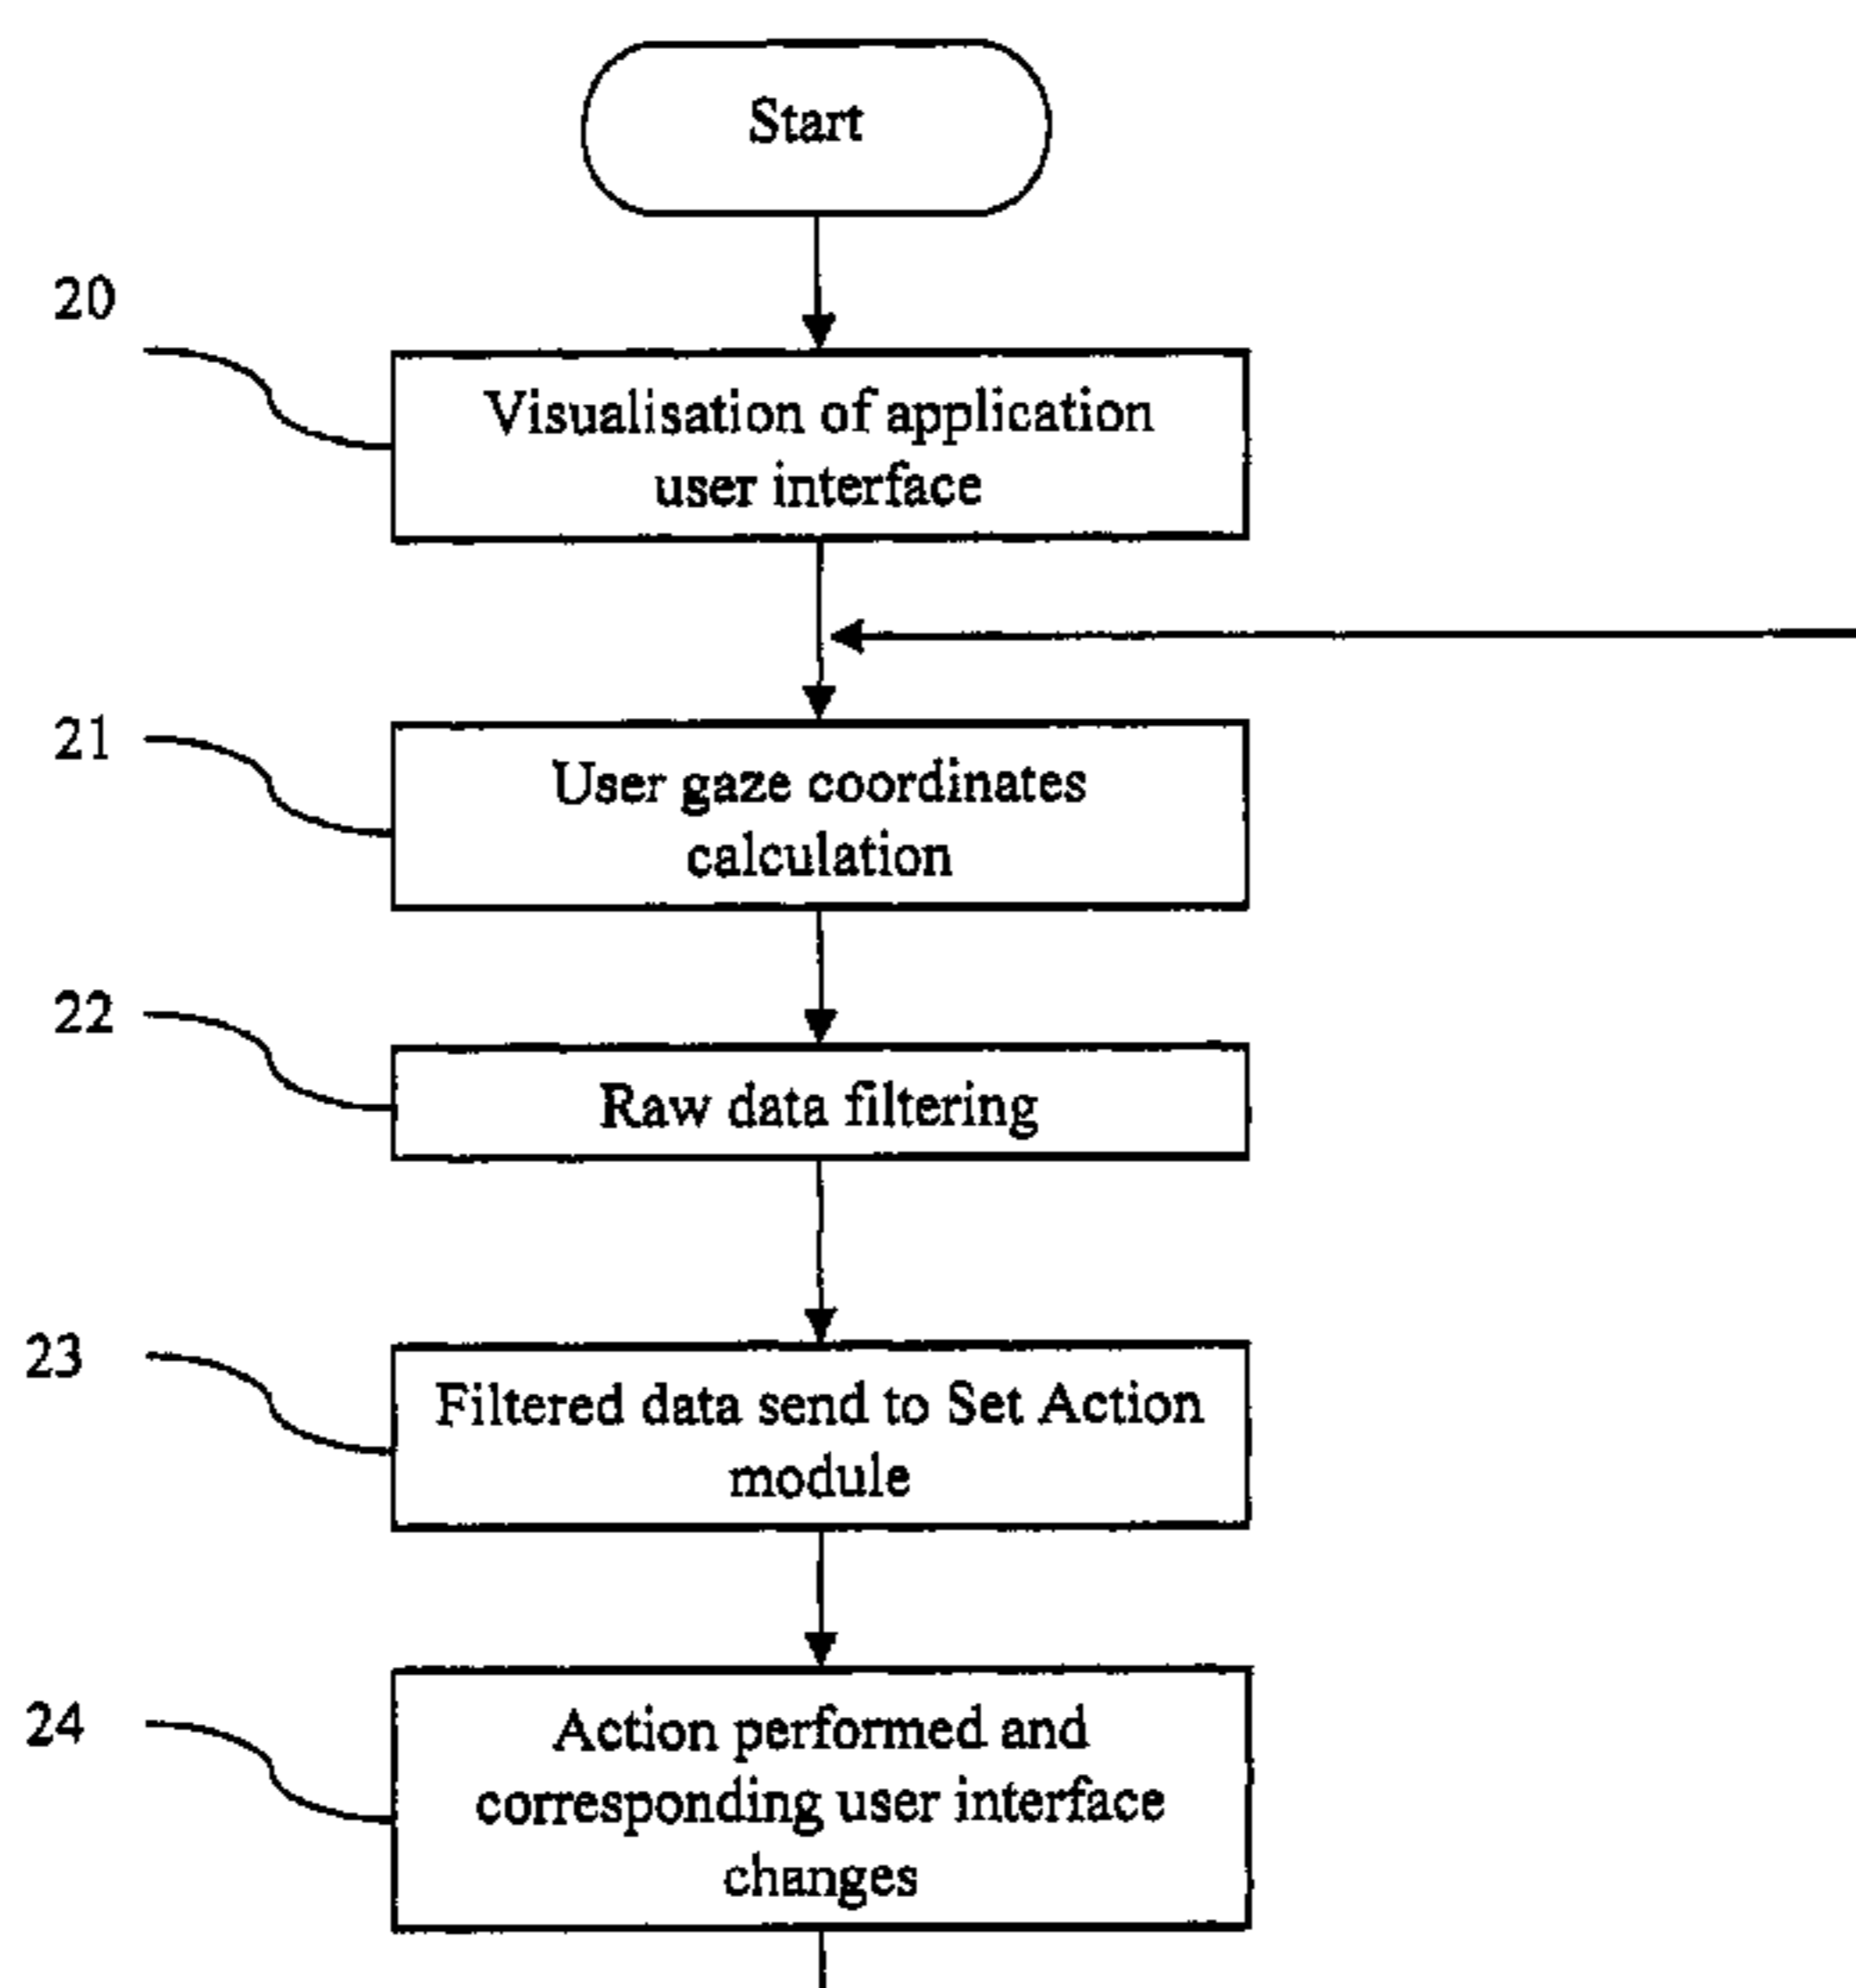 Start
20
Visualisation of application
user interface
21
User gaze coordinates
calculation
22
Raw data filtering
23
Filtered data send to Set Action
module
24
Action performed and
corresponding user interface
changes